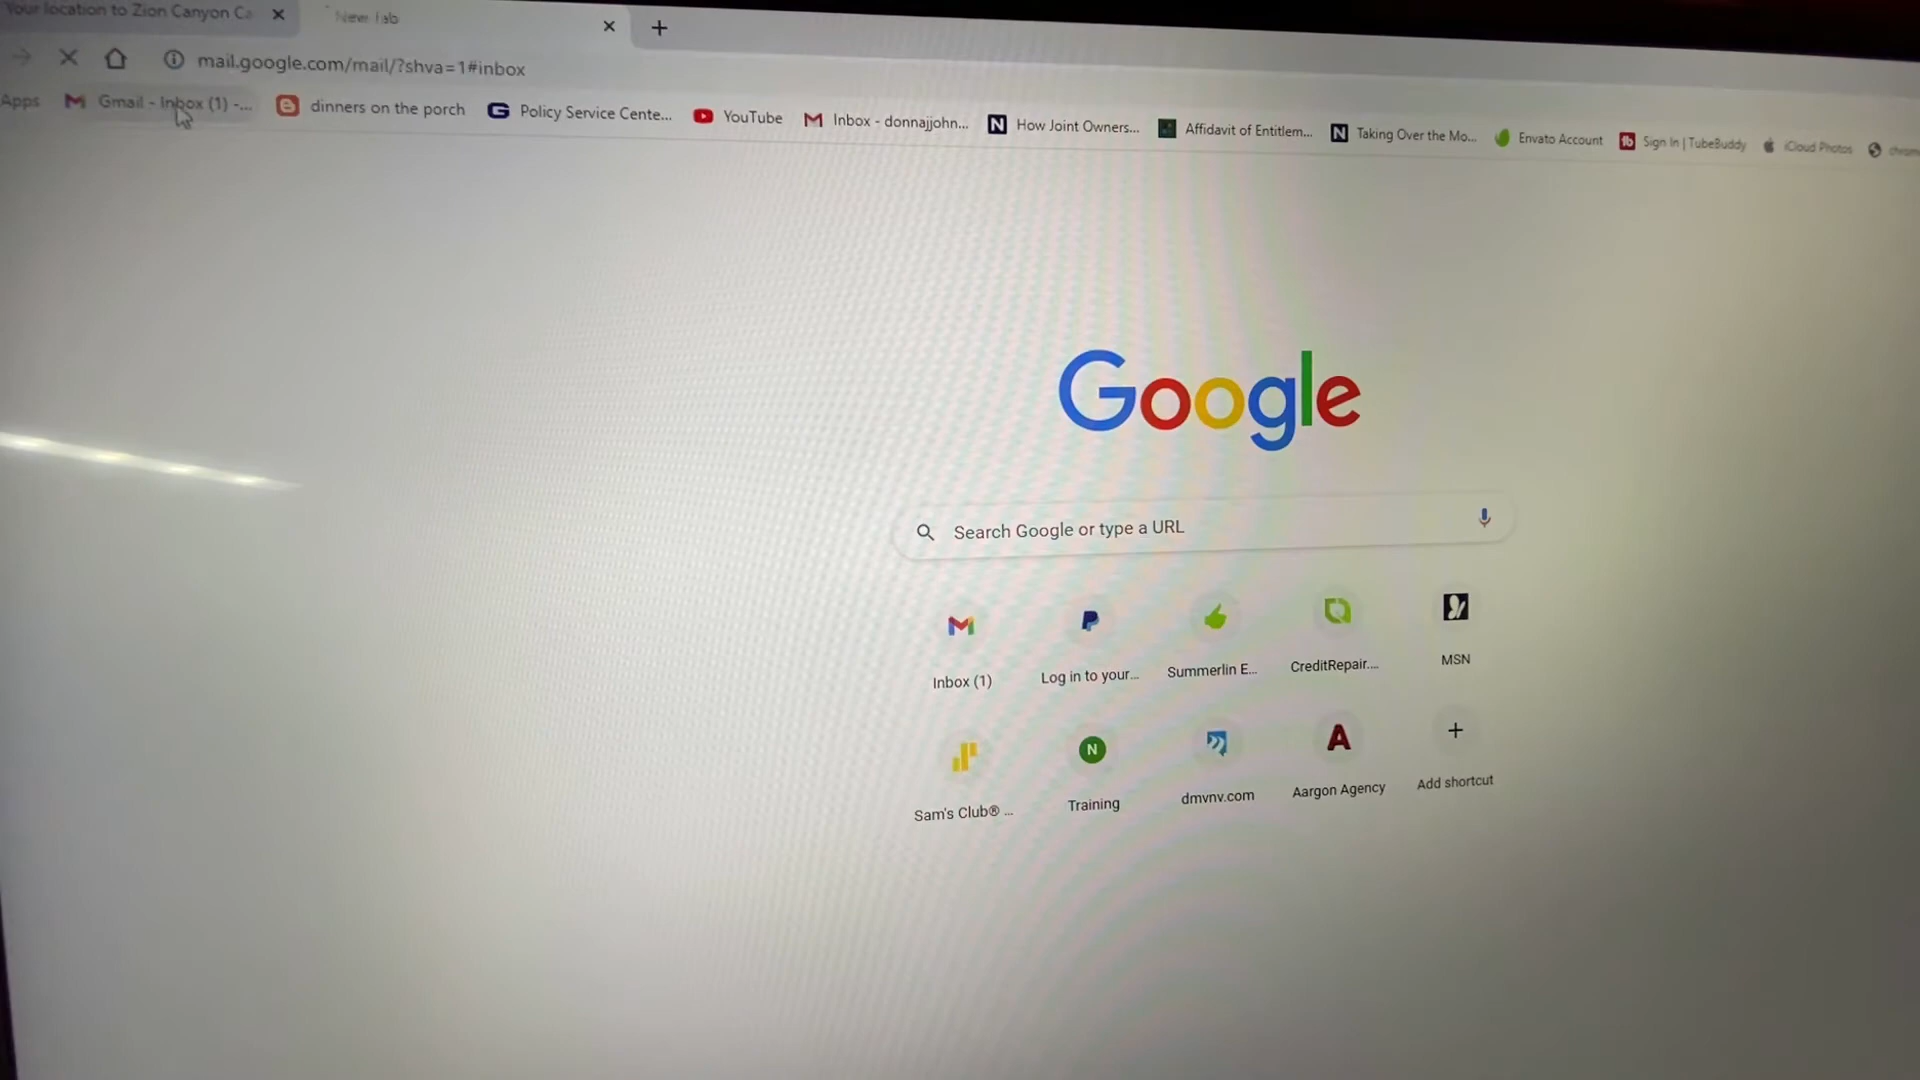 Your location to Zion Canyon Ca
New Tab
mail.google.com/mail/?shva=1#inbox
Apps Gmail - Inbox (1) -... dinners on the porch Policy Service Cente... YouTube Inbox - donnajjohn... How Joint Owners... Affidavit of Entitlem... Taking Over the Mo... Envato Account Sign In | TubeBuddy iCloud Photos chrom
Google
Search Google or type a URL
Inbox (1) Log in to your... Summerlin E... CreditRepair.... MSN
N
A
Sam's Club® ... Training dmvnv.com Aargon Agency Add shortcut